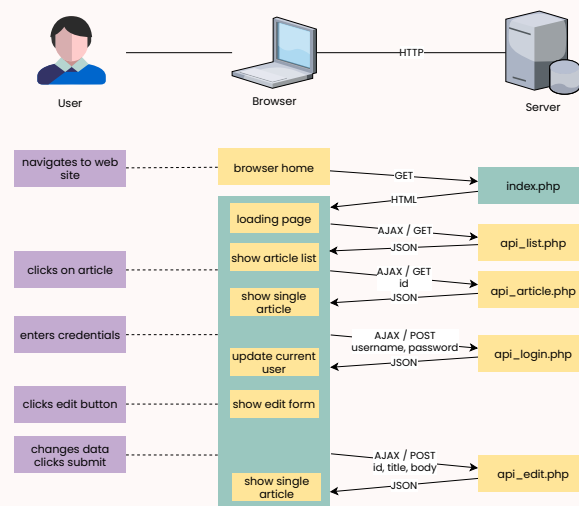 HTTP
User
Browser
Server
navigates to web
site
browser home
GET
index.php
HTML
loading page
AJAX / GET
api_list.php
JSON
show article list
clicks on article
AJAX / GET
id
api_article.php
JSON
show single
article
enters credentials
AJAX / POST
username, password
api_login.php
JSON
update current
user
clicks edit button
show edit form
changes data
clicks submit
AJAX / POST
id, title, body
api_edit.php
JSON
show single
article